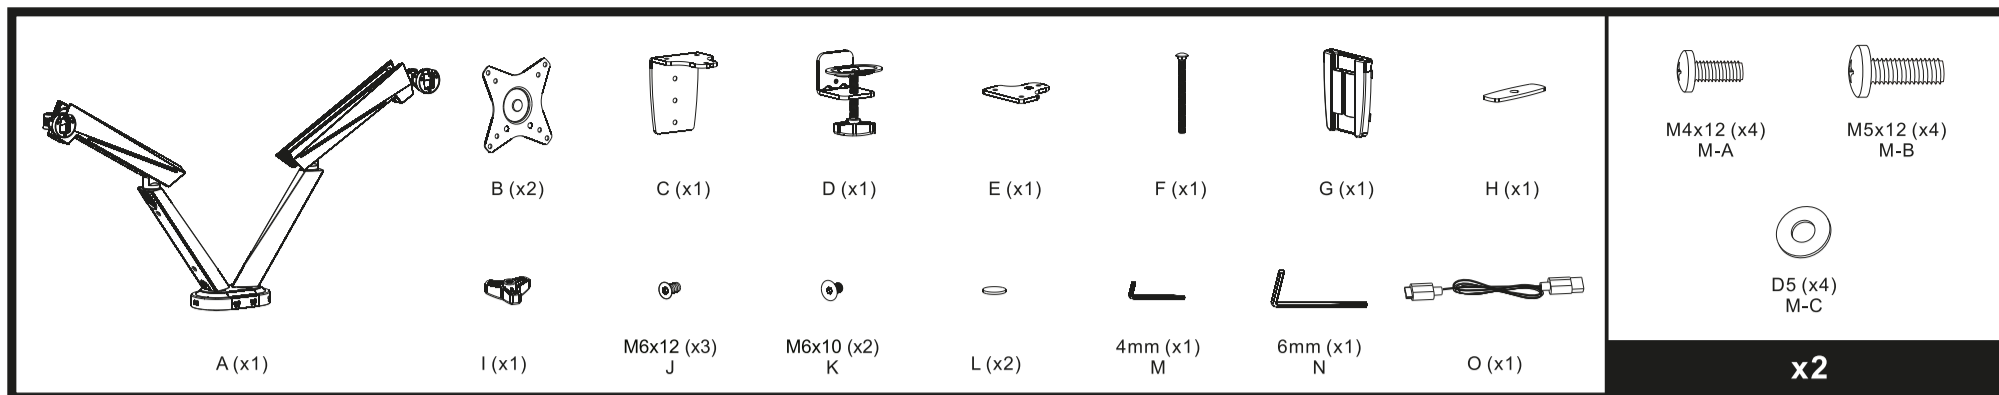 B (x2)
C (x1)
D (x1)
E (x1)
F (x1)
G (x1)
H (x1)
A (x1)
I (x1)
M6x12 (x3)
J
M6x10 (x2)
K
L (x2)
4mm (x1)
M
6mm (x1)
N
O (x1)
M4x12 (x4)
M-A
M5x12 (x4)
M-B
D5 (x4)
M-C
x2